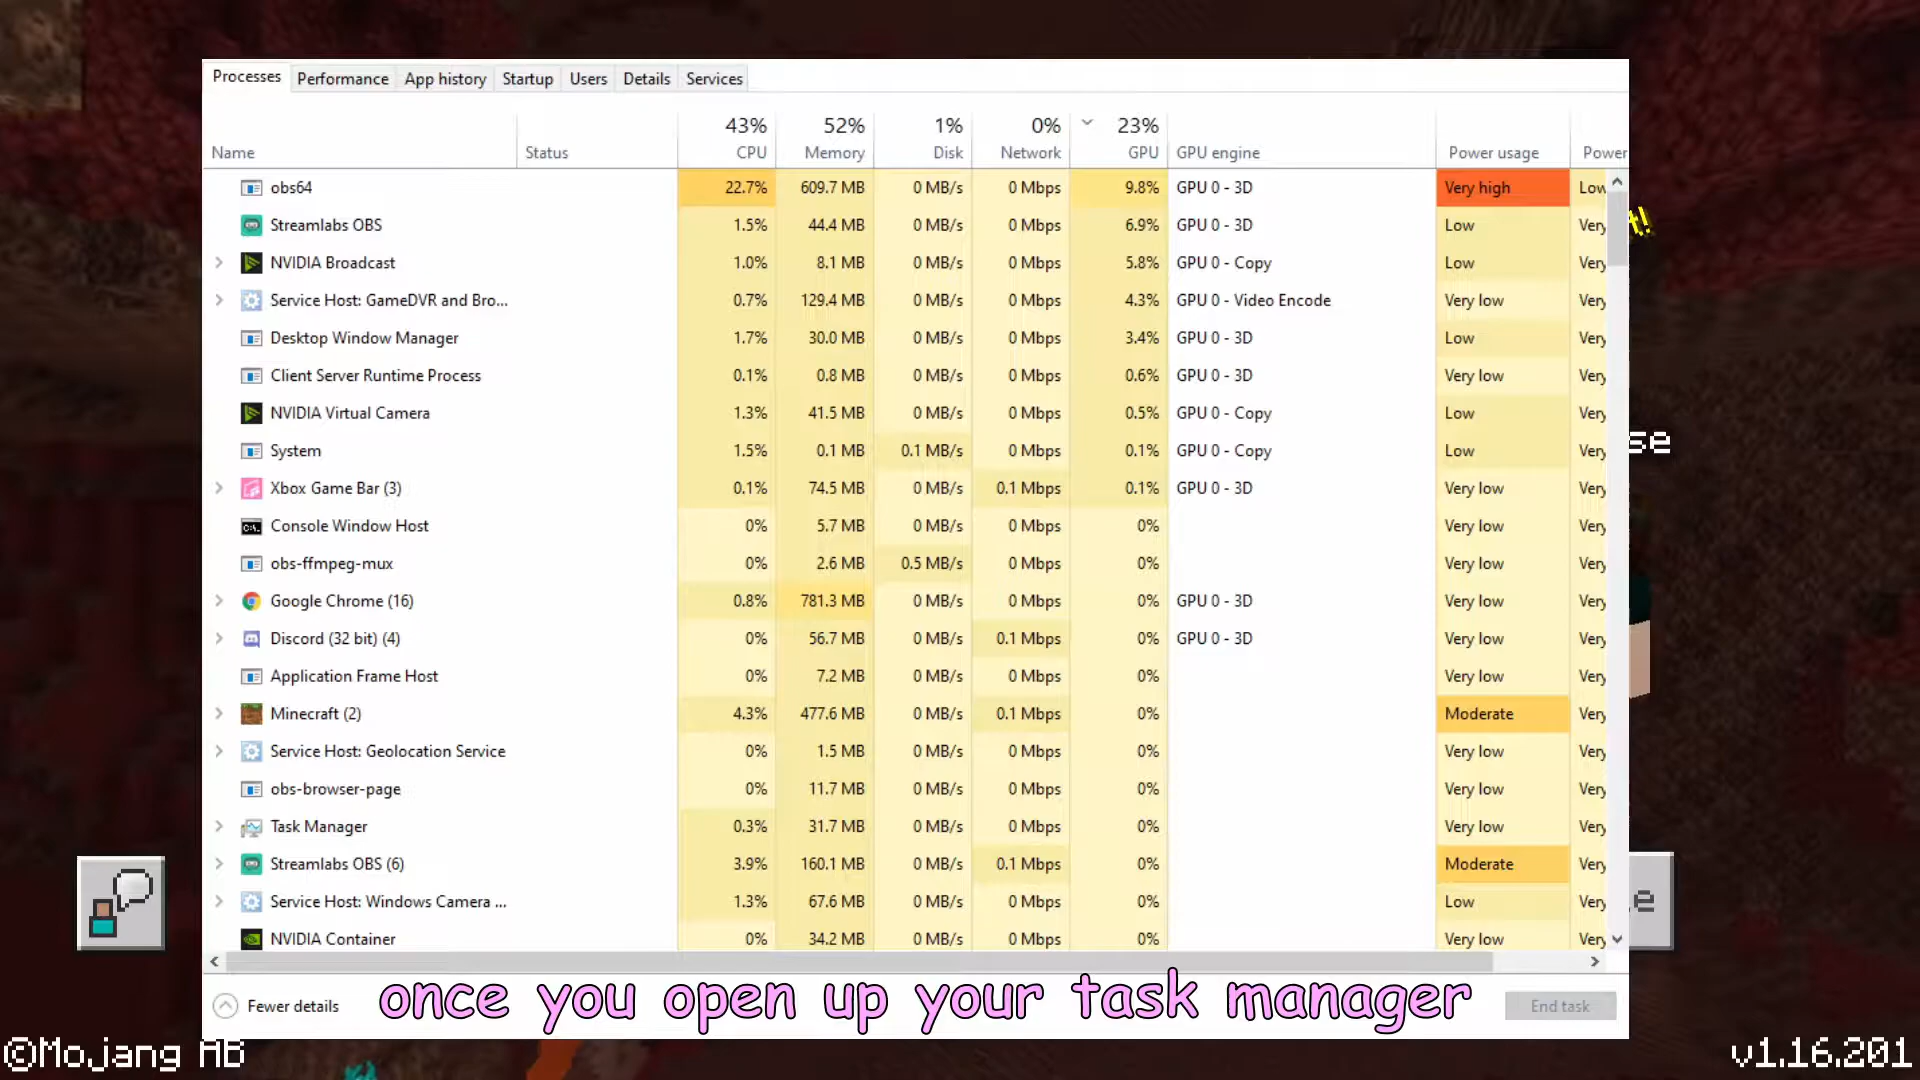 Processes Performance App history Startup Users Details Services
43% 52% 1% 0% 23%
Name Status CPU Memory Disk Network GPU GPU engine Power usage Power
obs64 22.7% 609.7 MB 0 MB/s 0 Mbps 9.8% GPU 0 - 3D Very high Low
Streamlabs OBS 1.5% 44.4 MB 0 MB/s 0 Mbps 6.9% GPU 0 - 3D Low Very
t!
NVIDIA Broadcast 1.0% 8.1 MB 0 MB/s 0 Mbps 5.8% GPU 0 - Copy Low Very
Service Host: GameDVR and Bro... 0.7% 129.4 MB 0 MB/s 0 Mbps 4.3% GPU 0 - Video Encode Very low Very
Desktop Window Manager 1.7% 30.0 MB 0 MB/s 0 Mbps 3.4% GPU 0 - 3D Low Very
Client Server Runtime Process 0.1% 0.8 MB 0 MB/s 0 Mbps 0.6% GPU 0 - 3D Very low Very
NVIDIA Virtual Camera 1.3% 41.5 MB 0 MB/s 0 Mbps 0.5% GPU 0 - Copy Low Very
System 1.5% 0.1 MB 0.1 MB/s 0 Mbps 0.1% GPU 0 - Copy Low Very
se
Xbox Game Bar (3) 0.1% 74.5 MB 0 MB/s 0.1 Mbps 0.1% GPU 0 - 3D Very low Very
Console Window Host 0% 5.7 MB 0 MB/s 0 Mbps 0% Very low Very
obs-ffmpeg-mux 0% 2.6 MB 0.5 MB/s 0 Mbps 0% Very low Very
Google Chrome (16) 0.8% 781.3 MB 0 MB/s 0 Mbps 0% GPU 0 - 3D Very low Very
Discord (32 bit) (4) 0% 56.7 MB 0 MB/s 0.1 Mbps 0% GPU 0 - 3D Very low Very
Application Frame Host 0% 7.2 MB 0 MB/s 0 Mbps 0% Very low Very
Minecraft (2) 4.3% 477.6 MB 0 MB/s 0.1 Mbps 0% Moderate Very
Service Host: Geolocation Service 0% 1.5 MB 0 MB/s 0 Mbps 0% Very low Very
obs-browser-page 0% 11.7 MB 0 MB/s 0 Mbps 0% Very low Very
Task Manager 0.3% 31.7 MB 0 MB/s 0 Mbps 0% Very low Very
Streamlabs OBS (6) 3.9% 160.1 MB 0 MB/s 0.1 Mbps 0% Moderate Very
Service Host: Windows Camera ... 1.3% 67.6 MB 0 MB/s 0 Mbps 0% Low Very
e
NVIDIA Container 0% 34.2 MB 0 MB/s 0 Mbps 0% Very low Very
Fewer details
once you open up your task manager
End task
©Mojang AB
v1.16.201